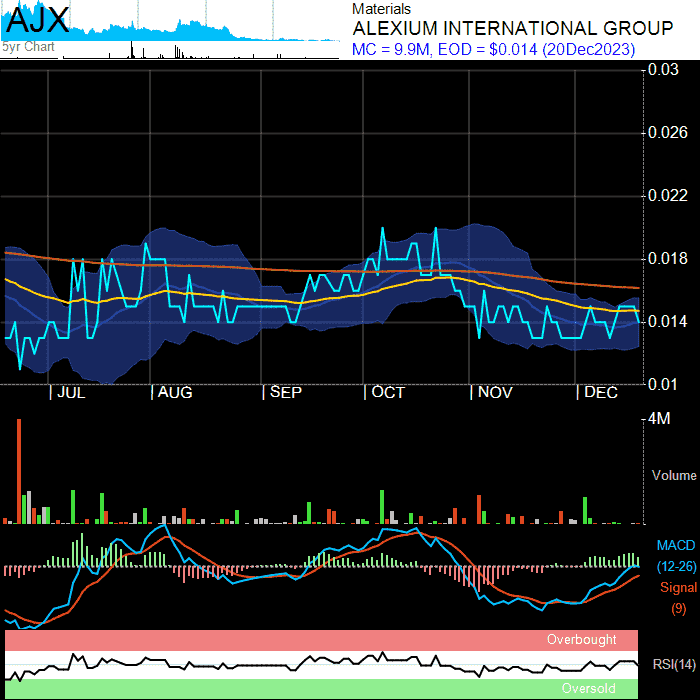 AJX
5yr Chart
Materials
ALEXIUM INTERNATIONAL GROUP
MC = 9.9M, EOD = $0.014 (20Dec2023)
0.03
0.026
0.022
0.018
0.014
0.01
JUL
AUG
SEP
OCT
NOV
DEC
4M
Volume
MACD
(12-26)
Signal
(9)
Overbought
RSI(14)
Oversold